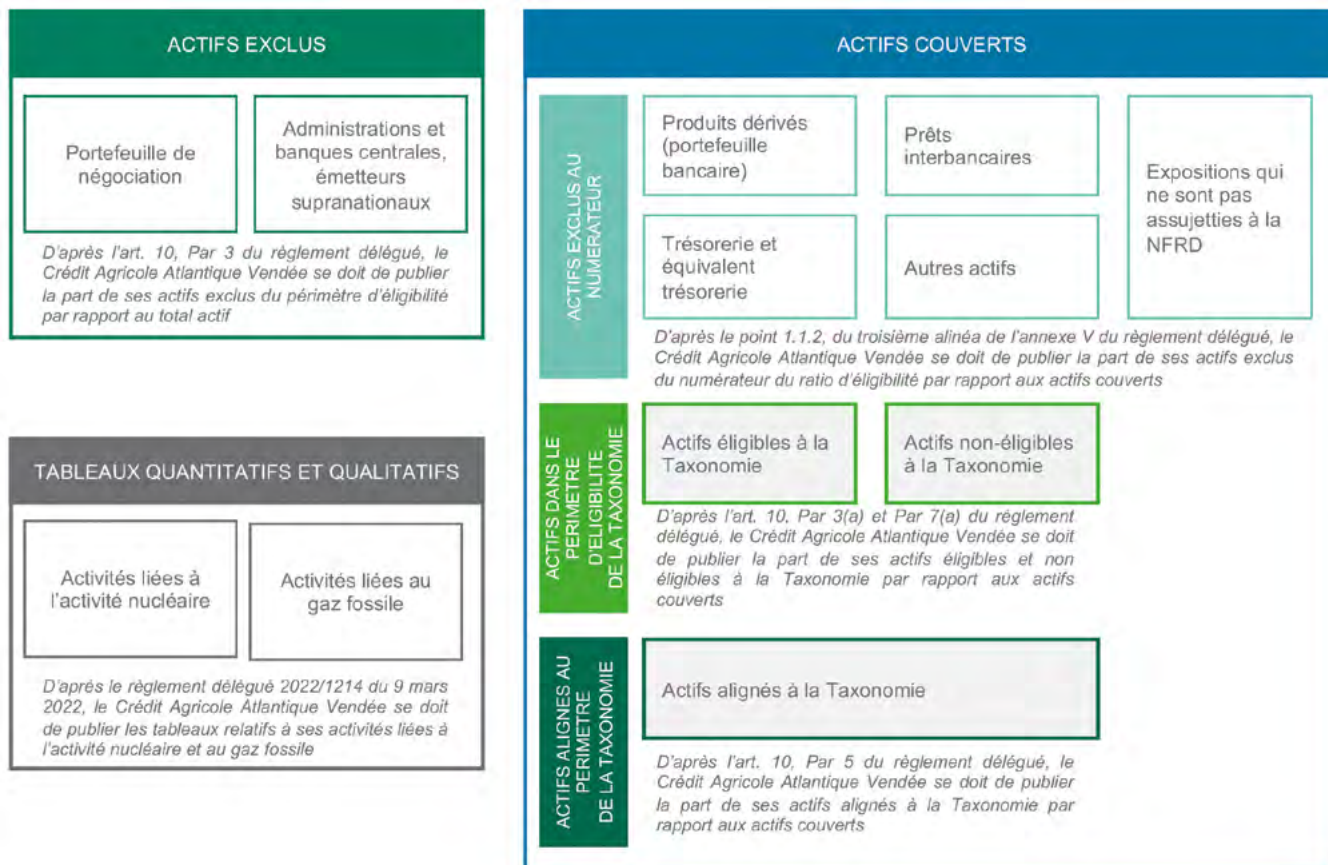 ACTIFS EXCLUS
Portefeuille de
négociation
Administrations et
banques centrales,
émetteurs
supranationaux
D'après l'art. 10, Par 3 du règlement délégué, le
Crédit Agricole Atlantique Vendée se doit de publier
la part de ses actifs exclus du périmètre d'éligibilité
par rapport au total actif
TABLEAUX QUANTITATIFS ET QUALITATIFS
Activités liées à
l'activité nucléaire
Activités liées au
gaz fossile
D'après le règlement délégué 2022/1214 du 9 mars
2022, le Crédit Agricole Atlantique Vendée se doit
de publier les tableaux relatifs à ses activités liées à
l'activité nucléaire et au gaz fossile
ACTIFS COUVERTS
ACTIFS EXCLUS AU
NUMERATEUR
Produits dérivés
(portefeuille
bancaire)
Prêts
interbancaires
Expositions qui
ne sont pas
assujetties à la
NFRD
Trésorerie et
équivalent
trésorerie
Autres actifs
D'après le point 1.1.2, du troisième alinéa de l'annexe V du règlement délégué, le
Crédit Agricole Atlantique Vendée se doit de publier la part de ses actifs exclus
du numérateur du ratio d'éligibilité par rapport aux actifs couverts
ACTIFS DANS LE
PERIMETRE
D'ELIGIBILITE
DE LA TAXONOMIE
Actifs éligibles à la
Taxonomie
Actifs non-éligibles
à la Taxonomie
D'après l'art. 10, Par 3(a) et Par 7(a) du règlement
délégué, le Crédit Agricole Atlantique Vendée se doit
de publier la part de ses actifs éligibles et non
éligibles à la Taxonomie par rapport aux actifs
couverts
ACTIFS ALIGNES AU
PERIMETRE
DE LA TAXONOMIE
Actifs alignés à la Taxonomie
D'après l'art. 10, Par 5 du règlement délégué, le
Crédit Agricole Atlantique Vendée se doit de publier
la part de ses actifs alignés à la Taxonomie par
rapport aux actifs couverts